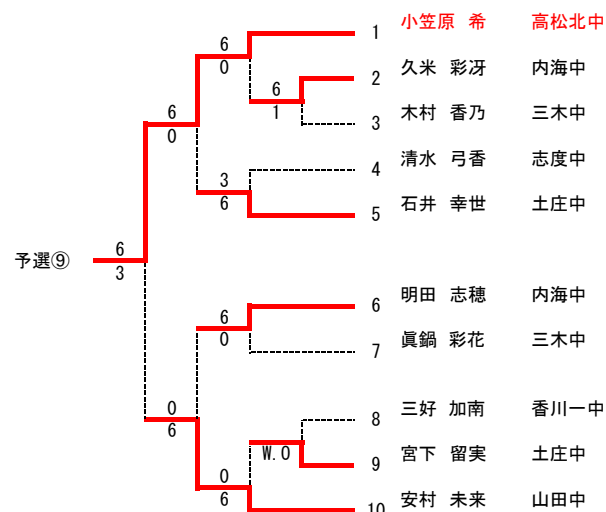 1 小笠原 希 高松北中
6
0
2 久米 彩冴 内海中
6
1
3 木村 香乃 三木中
6
0
4 清水 弓香 志度中
3
6
5 石井 幸世 土庄中
予選⑨
6
3
6 明田 志穂 内海中
6
0
7 眞鍋 彩花 三木中
8 三好 加南 香川一中
0
6
W.O
9 宮下 留実 土庄中
0
6
10 安村 未来 山田中